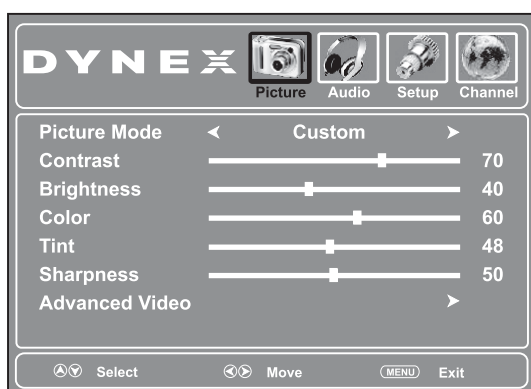 DYNEX
Picture Audio Setup Channel
Picture Mode Custom
Contrast 70
Brightness 40
Color 60
Tint 48
Sharpness 50
Advanced Video
Select Move MENU Exit